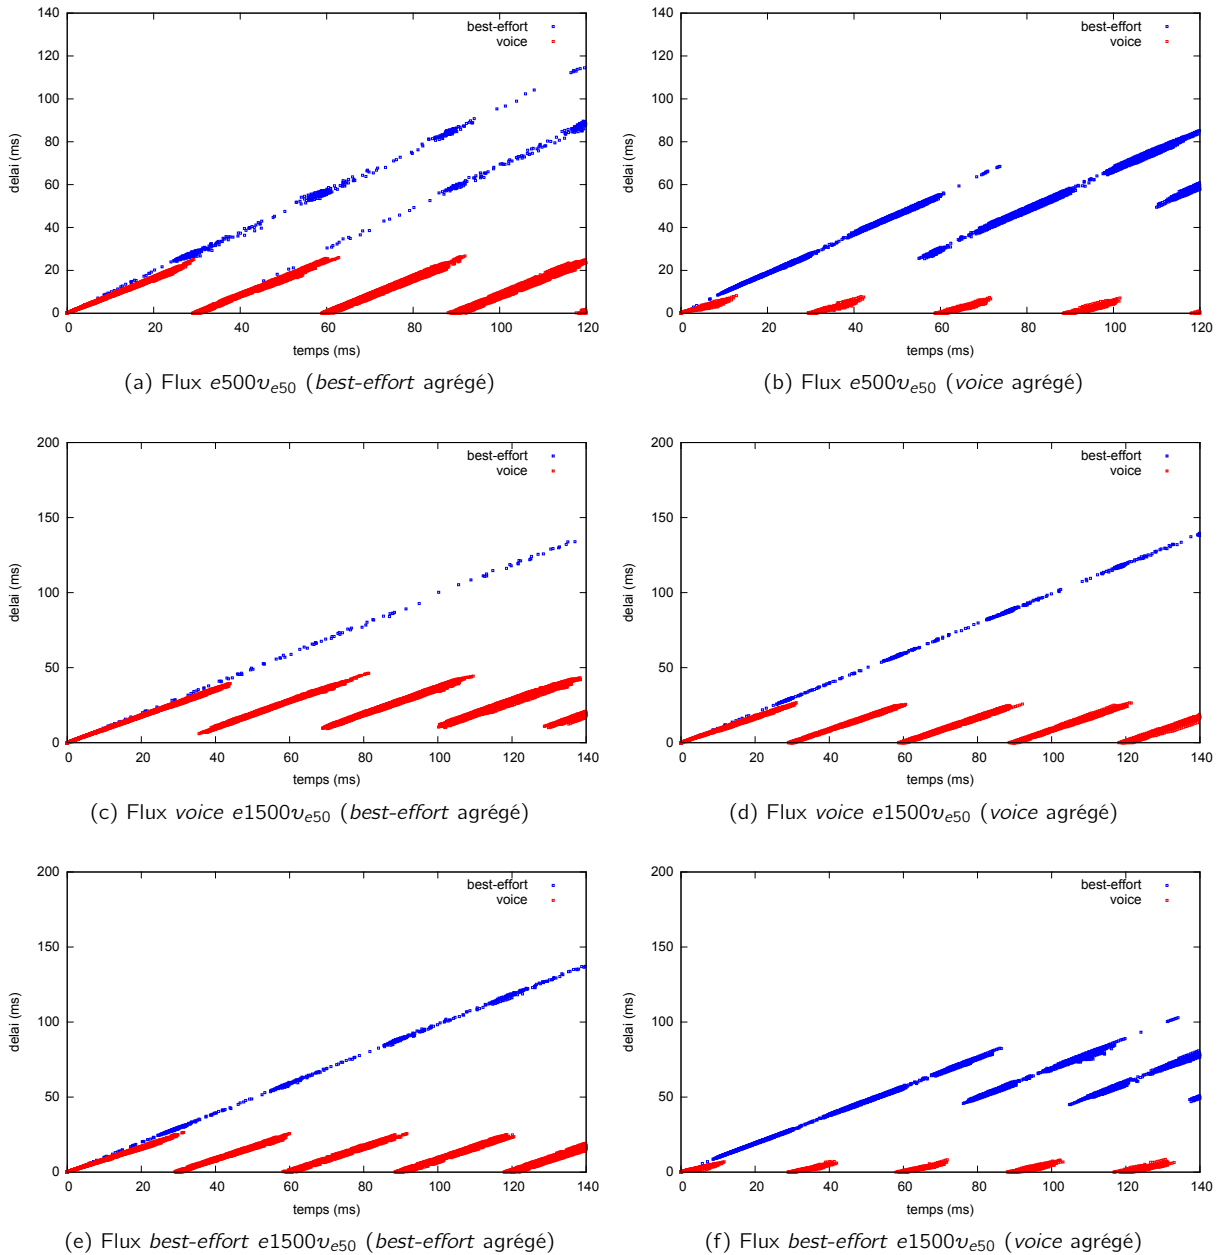 140
120
100
80
60
40
20
0
delai (ms)
best-effort
voice
0 20 40 60 80 100 120
temps (ms)
(a) Flux e500υe50 (best-effort agrégé)
140
120
100
80
60
40
20
0
delai (ms)
best-effort
voice
0 20 40 60 80 100 120
temps (ms)
(b) Flux e500υe50 (voice agrégé)
200
150
100
50
0
delai (ms)
best-effort
voice
0 20 40 60 80 100 120 140
temps (ms)
(c) Flux voice e1500υe50 (best-effort agrégé)
200
150
100
50
0
delai (ms)
best-effort
voice
0 20 40 60 80 100 120 140
temps (ms)
(d) Flux voice e1500υe50 (voice agrégé)
200
150
100
50
0
delai (ms)
best-effort
voice
0 20 40 60 80 100 120 140
temps (ms)
(e) Flux best-effort e1500υe50 (best-effort agrégé)
200
150
100
50
0
delai (ms)
best-effort
voice
0 20 40 60 80 100 120 140
temps (ms)
(f) Flux best-effort e1500υe50 (voice agrégé)